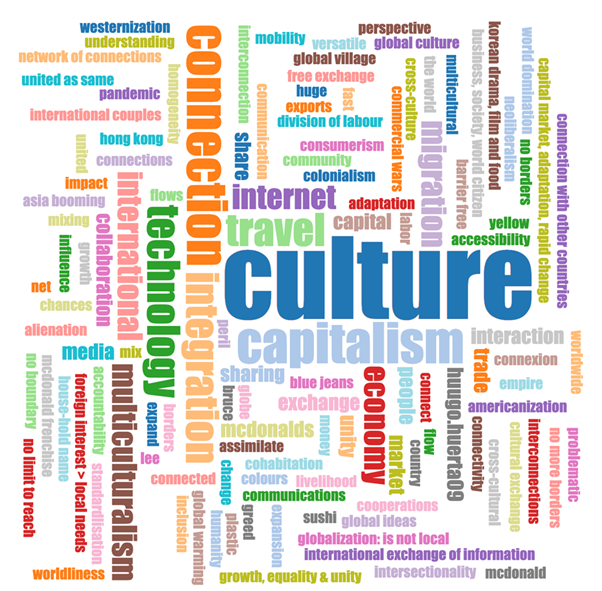 westernization
understanding
network of connections
united as same
pandemic
international couples
homogeneity
hong kong
united
connections
impact
asia booming
mixing
collaboration
international
influence
growth
net
chances
alienation
media
mix
connection
technology
flows
integration
interconnection
mobility
versatile
perspective
global culture
global village
free exchange
huge
exports
fast
communication
division of labour
share
consumerism
community
colonialism
internet
adaptation
travel
capital
labor
cross-culture
commercial wars
the world
migration
multicultural
barrier free
business, society, world citizen
korean drama, film and food
neoliberalism
world domination
no borders
capital market, adaptation, rapid change
connection with other countries
yellow
accessibility
culture
capitalism
peril
sharing
interaction
connexion
worldwide
trade
empire
americanization
no limit to reach
no boundary
mcdonald frenchise
house-hold name
foreign interest > local needs
accountability
standardlisation
multiculturalism
expand
borders
lee
connected
worldliness
bruce
globe
blue jeans
exchange
mcdonalds
money
unity
assimilate
economy
people
connect
flow
huugo.huerta09
market
country
connectivity
cross-cultural
cultural exchange
interconnections
no more borders
problematic
inclusion
global warming
humanity
change
plastic
greed
cohabitation
colours
livelihood
communications
expansion
cooperations
sushi
global ideas
globalization: is not local
international exchange of information
growth, equality & unity
intersectionality
mcdonald